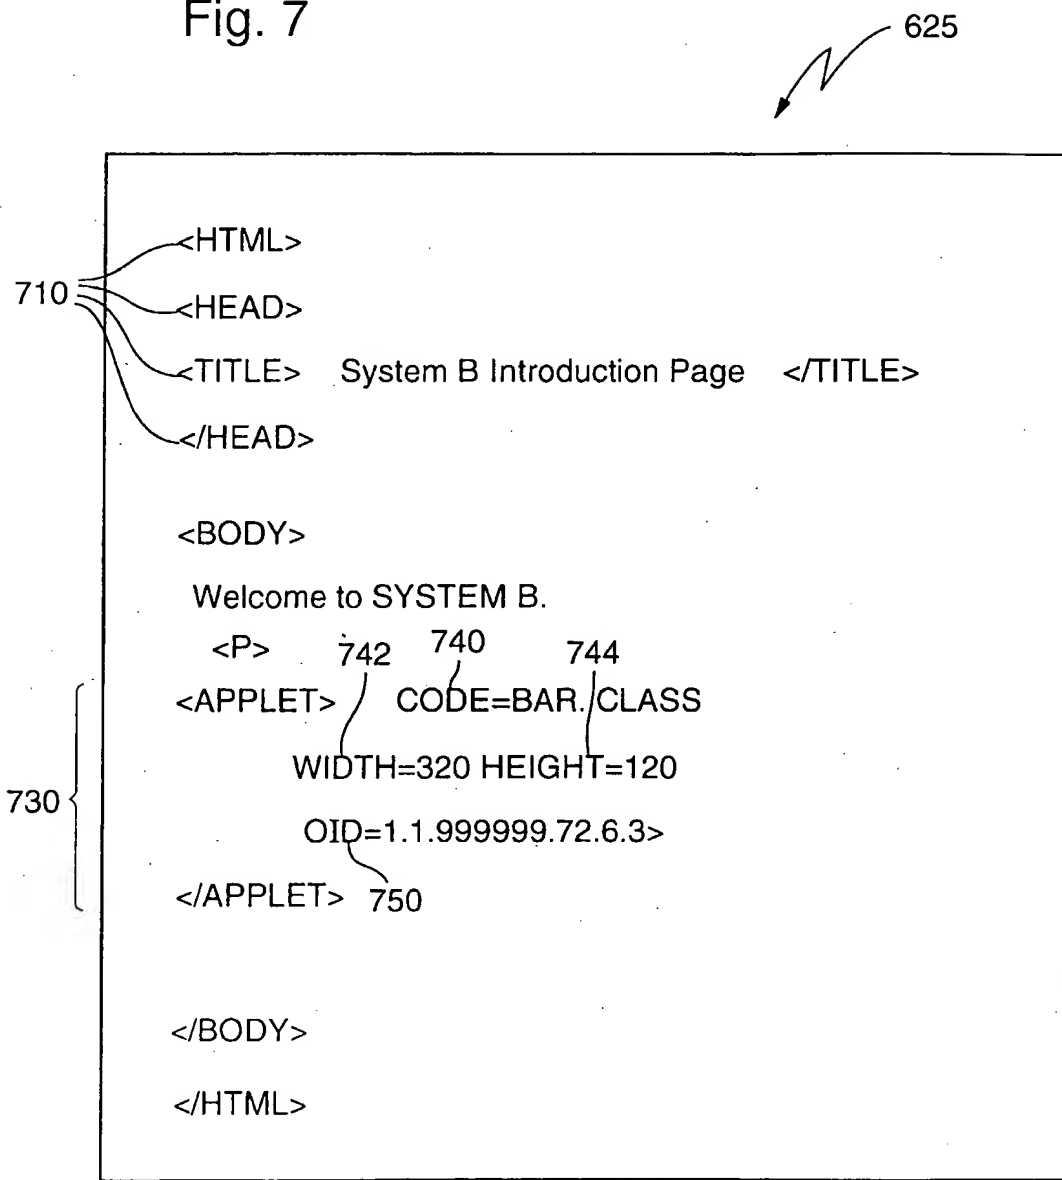 Fig. 7
625
<HTML>
710
<HEAD>
<TITLE> System B Introduction Page </TITLE>
</HEAD>
<BODY>
Welcome to SYSTEM B.
<P> 742 740 744
<APPLET> CODE=BAR. CLASS
WIDTH=320 HEIGHT=120
730
OID=1.1.999999.72.6.3>
</APPLET> 750
</BODY>
</HTML>